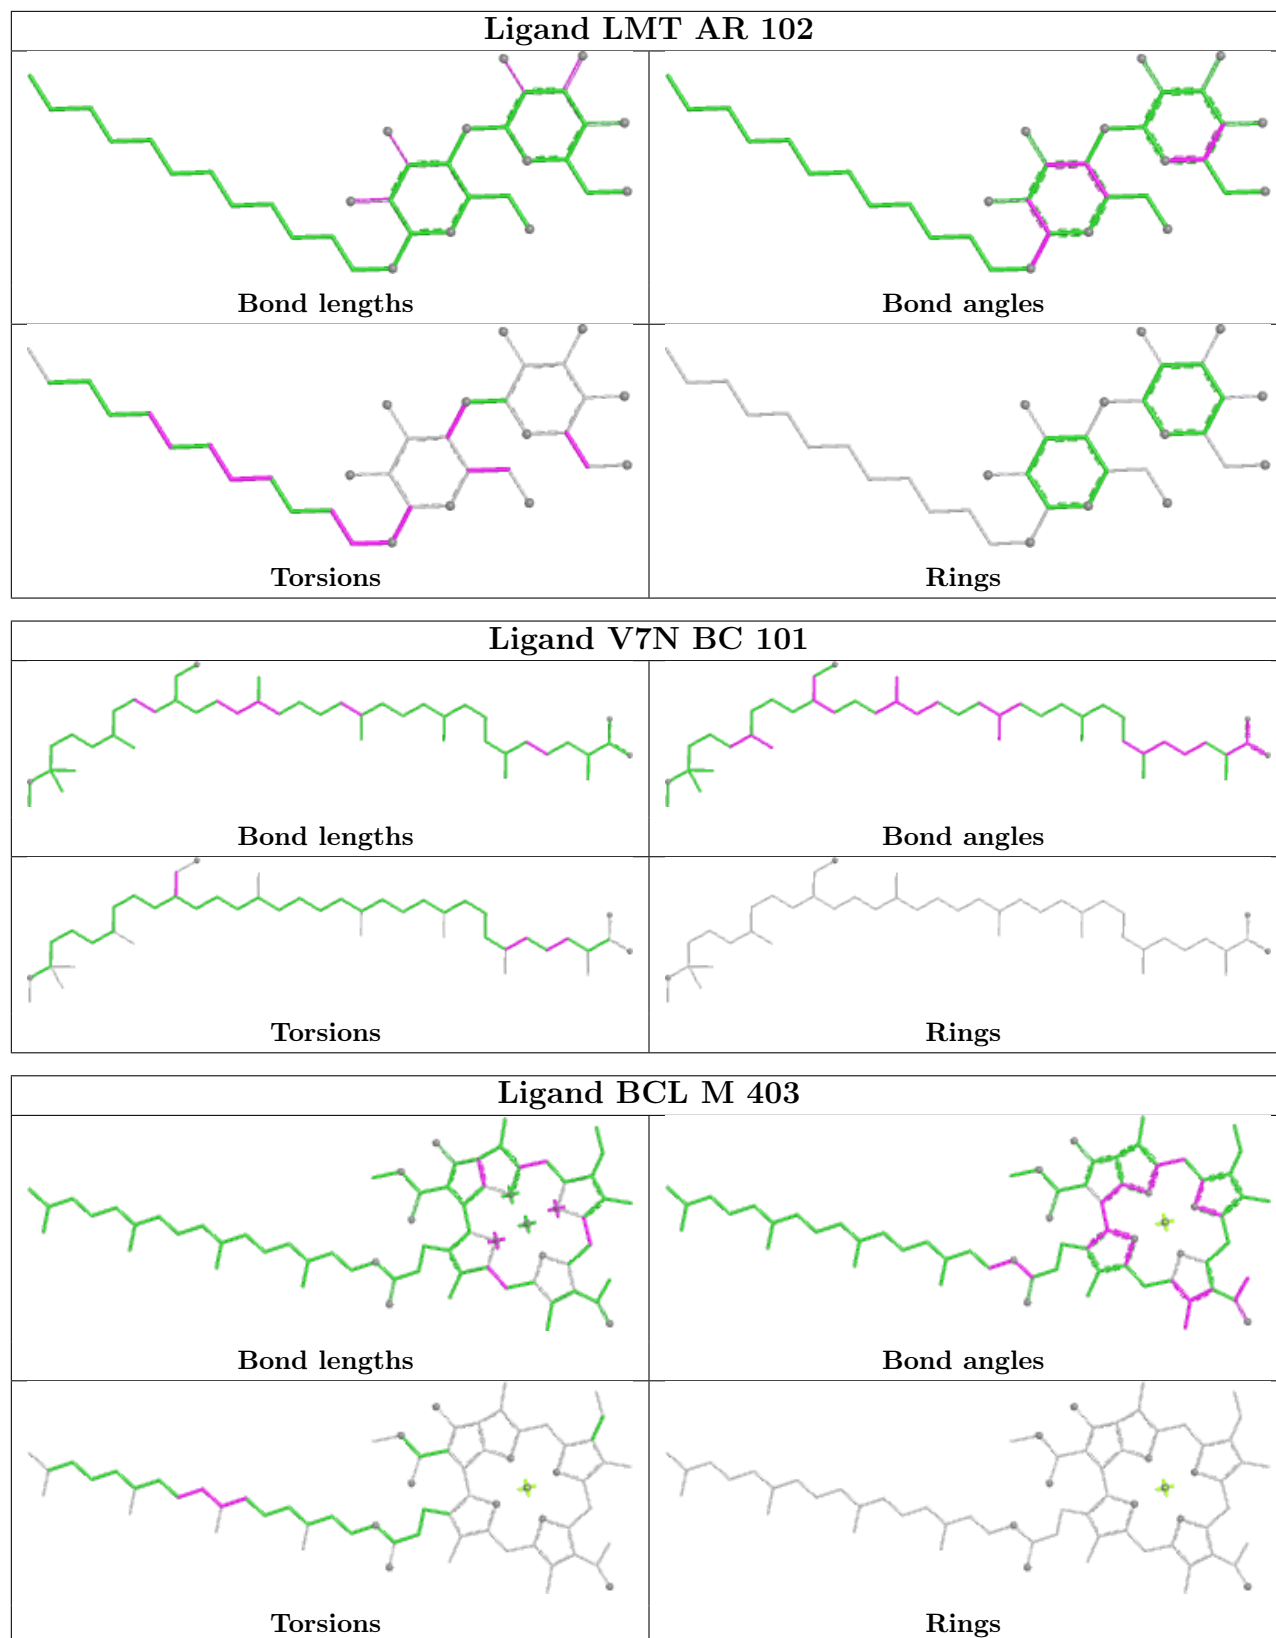 Ligand LMT AR 102
Bond lengths
Bond angles
Torsions
Rings
Ligand V7N BC 101
Bond lengths
Bond angles
Torsions
Rings
Ligand BCL M 403
Bond lengths
Bond angles
Torsions
Rings